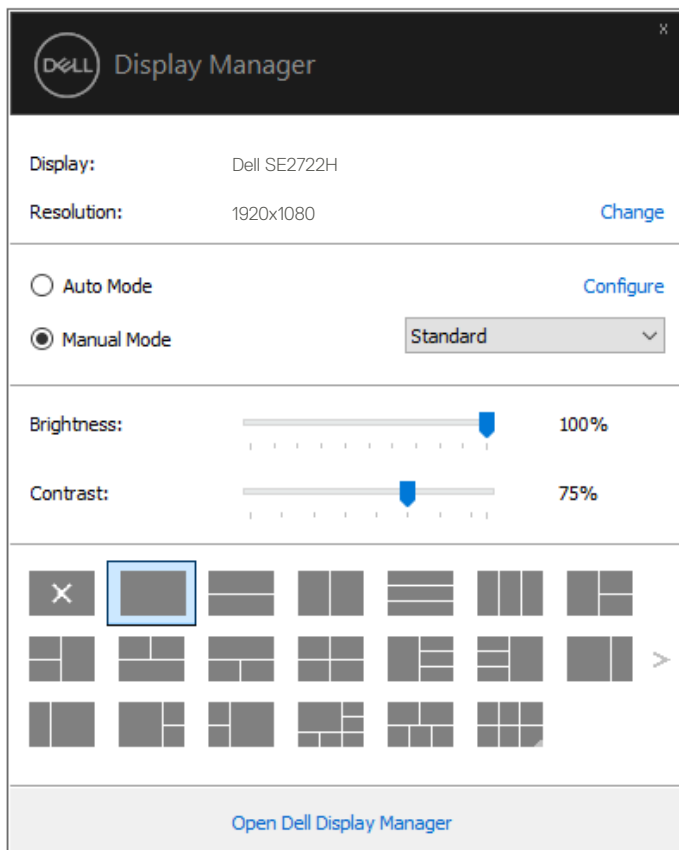 x
DELL Display Manager
Display: Dell SE2722H
Resolution: 1920x1080 Change
Auto Mode Configure
Manual Mode Standard
Brightness: 100%
Contrast: 75%
Open Dell Display Manager